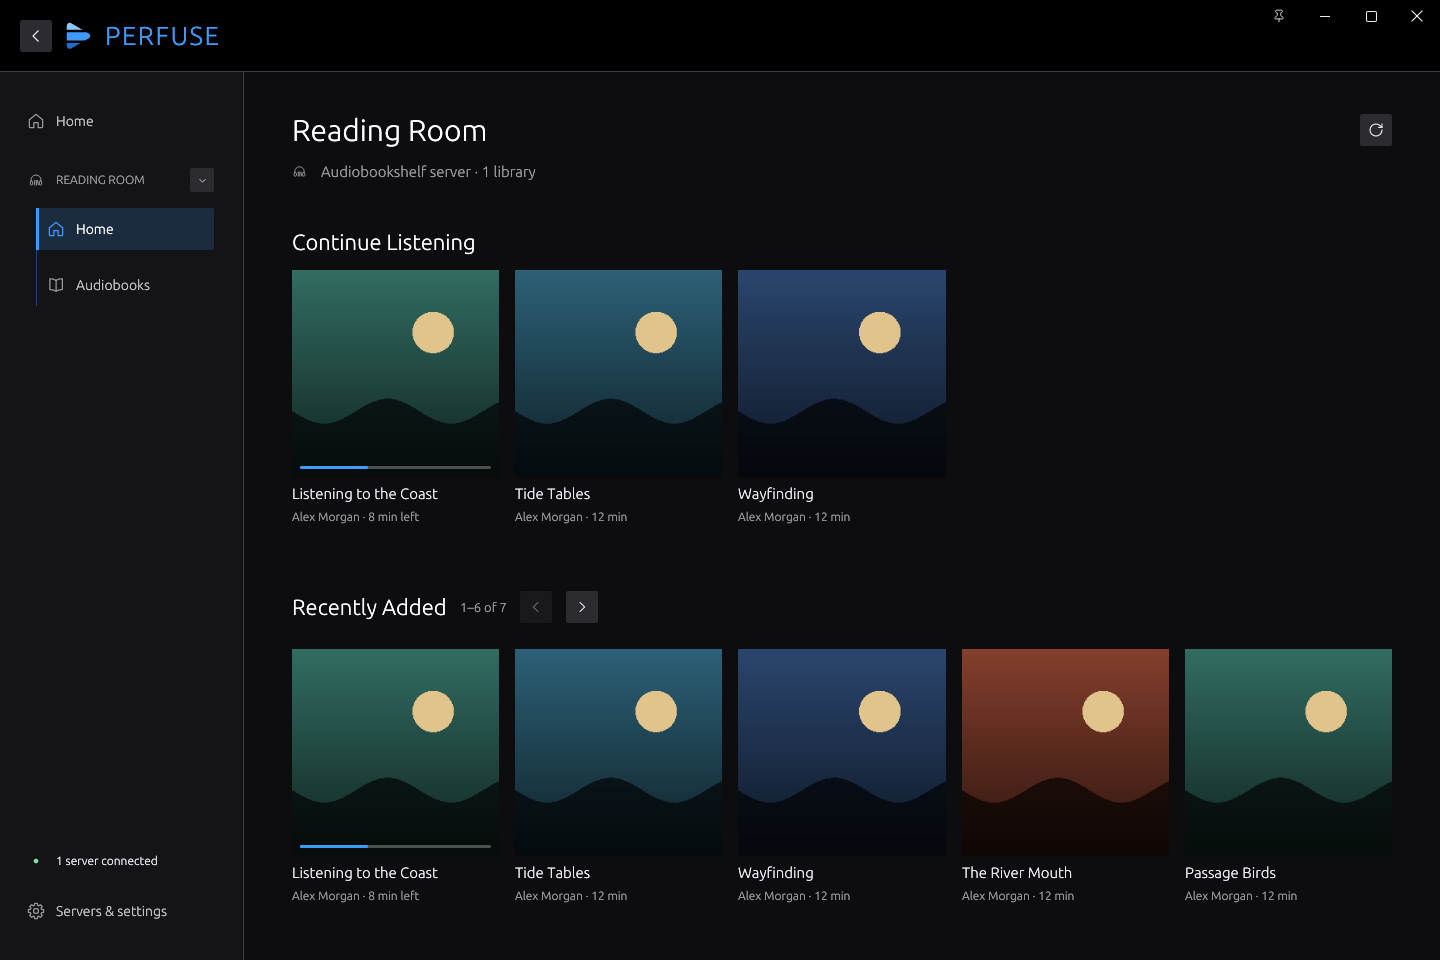 PERFUSE
Home
READING ROOM
Home
Audiobooks
1 server connected
Servers & settings
Reading Room
Audiobookshelf server · 1 library
Continue Listening
Listening to the Coast
Alex Morgan · 8 min left
Tide Tables
Alex Morgan · 12 min
Wayfinding
Alex Morgan · 12 min
Recently Added
1–6 of 7
Listening to the Coast
Alex Morgan · 8 min left
Tide Tables
Alex Morgan · 12 min
Wayfinding
Alex Morgan · 12 min
The River Mouth
Alex Morgan · 12 min
Passage Birds
Alex Morgan · 12 min